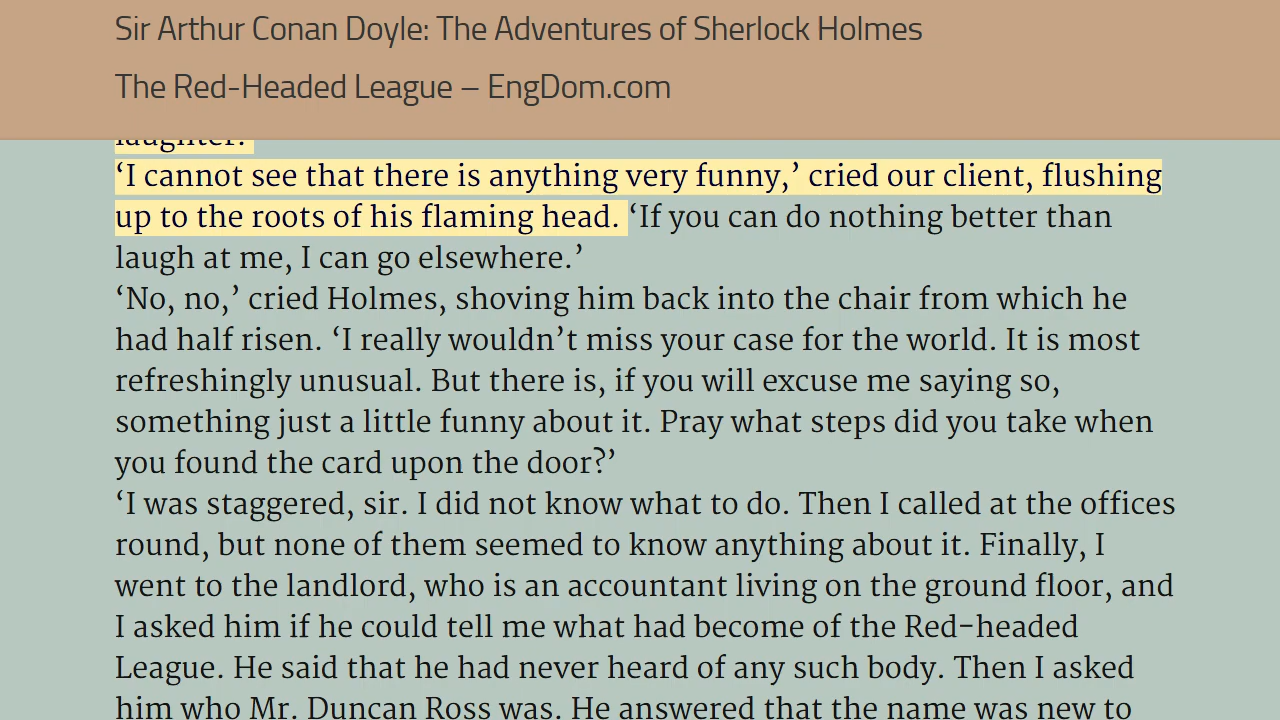 Sir Arthur Conan Doyle: The Adventures of Sherlock Holmes
The Red-Headed League – EngDom.com
laughter.
‘I cannot see that there is anything very funny,’ cried our client, flushing
up to the roots of his flaming head. ‘If you can do nothing better than
laugh at me, I can go elsewhere.’
‘No, no,’ cried Holmes, shoving him back into the chair from which he
had half risen. ‘I really wouldn’t miss your case for the world. It is most
refreshingly unusual. But there is, if you will excuse me saying so,
something just a little funny about it. Pray what steps did you take when
you found the card upon the door?’
‘I was staggered, sir. I did not know what to do. Then I called at the offices
round, but none of them seemed to know anything about it. Finally, I
went to the landlord, who is an accountant living on the ground floor, and
I asked him if he could tell me what had become of the Red-headed
League. He said that he had never heard of any such body. Then I asked
him who Mr. Duncan Ross was. He answered that the name was new to